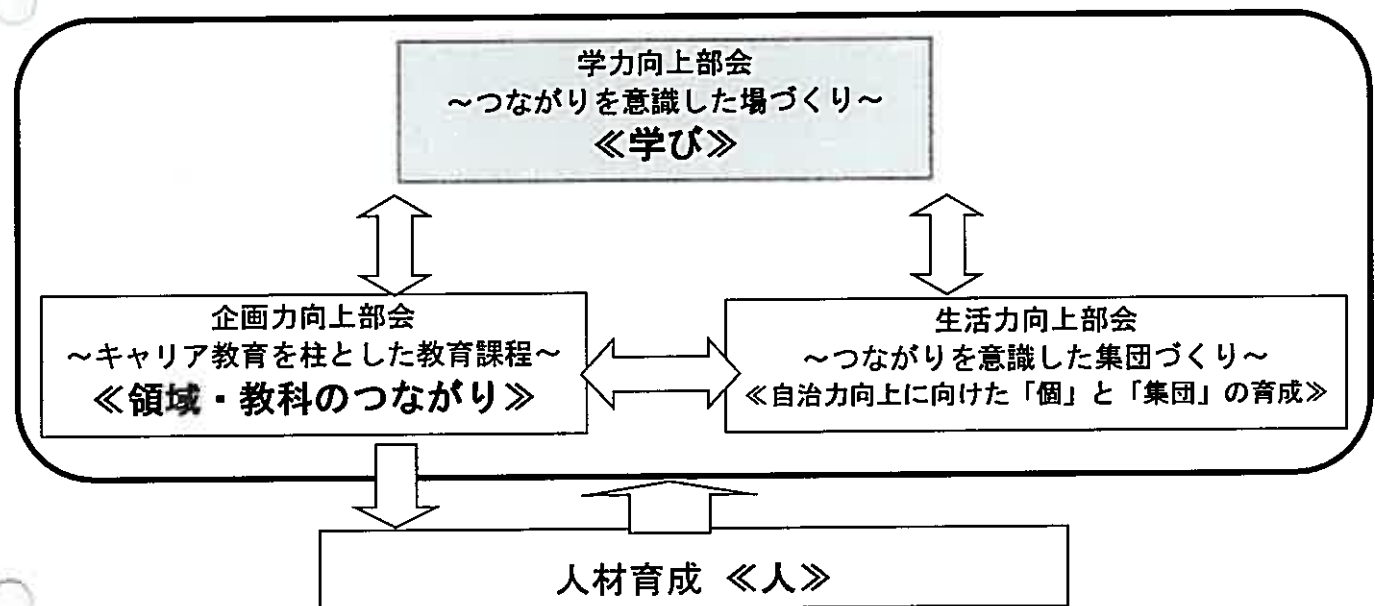 学力向上部会
～つながりを意識した場づくり～
≪学び≫
企画力向上部会
～キャリア教育を柱とした教育課程～
≪領域・教科のつながり≫
生活力向上部会
～つながりを意識した集団づくり～
≪自治力向上に向けた「個」と「集団」の育成≫
人材育成 ≪人≫